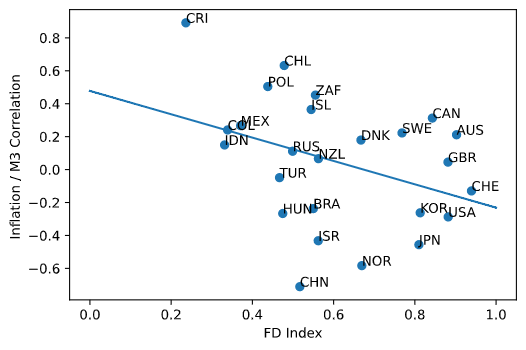 CRI
CHL
POL
ZAF
ISL
MEX
COL
IDN
CAN
SWE
AUS
DNK
RUS
NZL
GBR
TUR
CHE
HUN
BRA
KOR
USA
ISR
JPN
NOR
CHN
0.8
0.6
0.4
0.2
0.0
−0.2
−0.4
−0.6
Inflation / M3 Correlation
0.0 0.2 0.4 0.6 0.8 1.0
FD Index